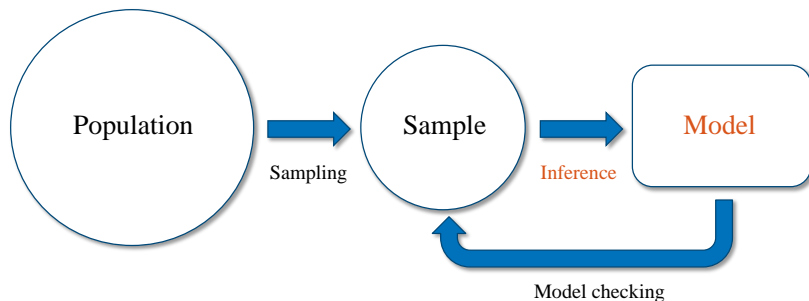 Population
Sample
Model
Sampling
Inference
Model checking